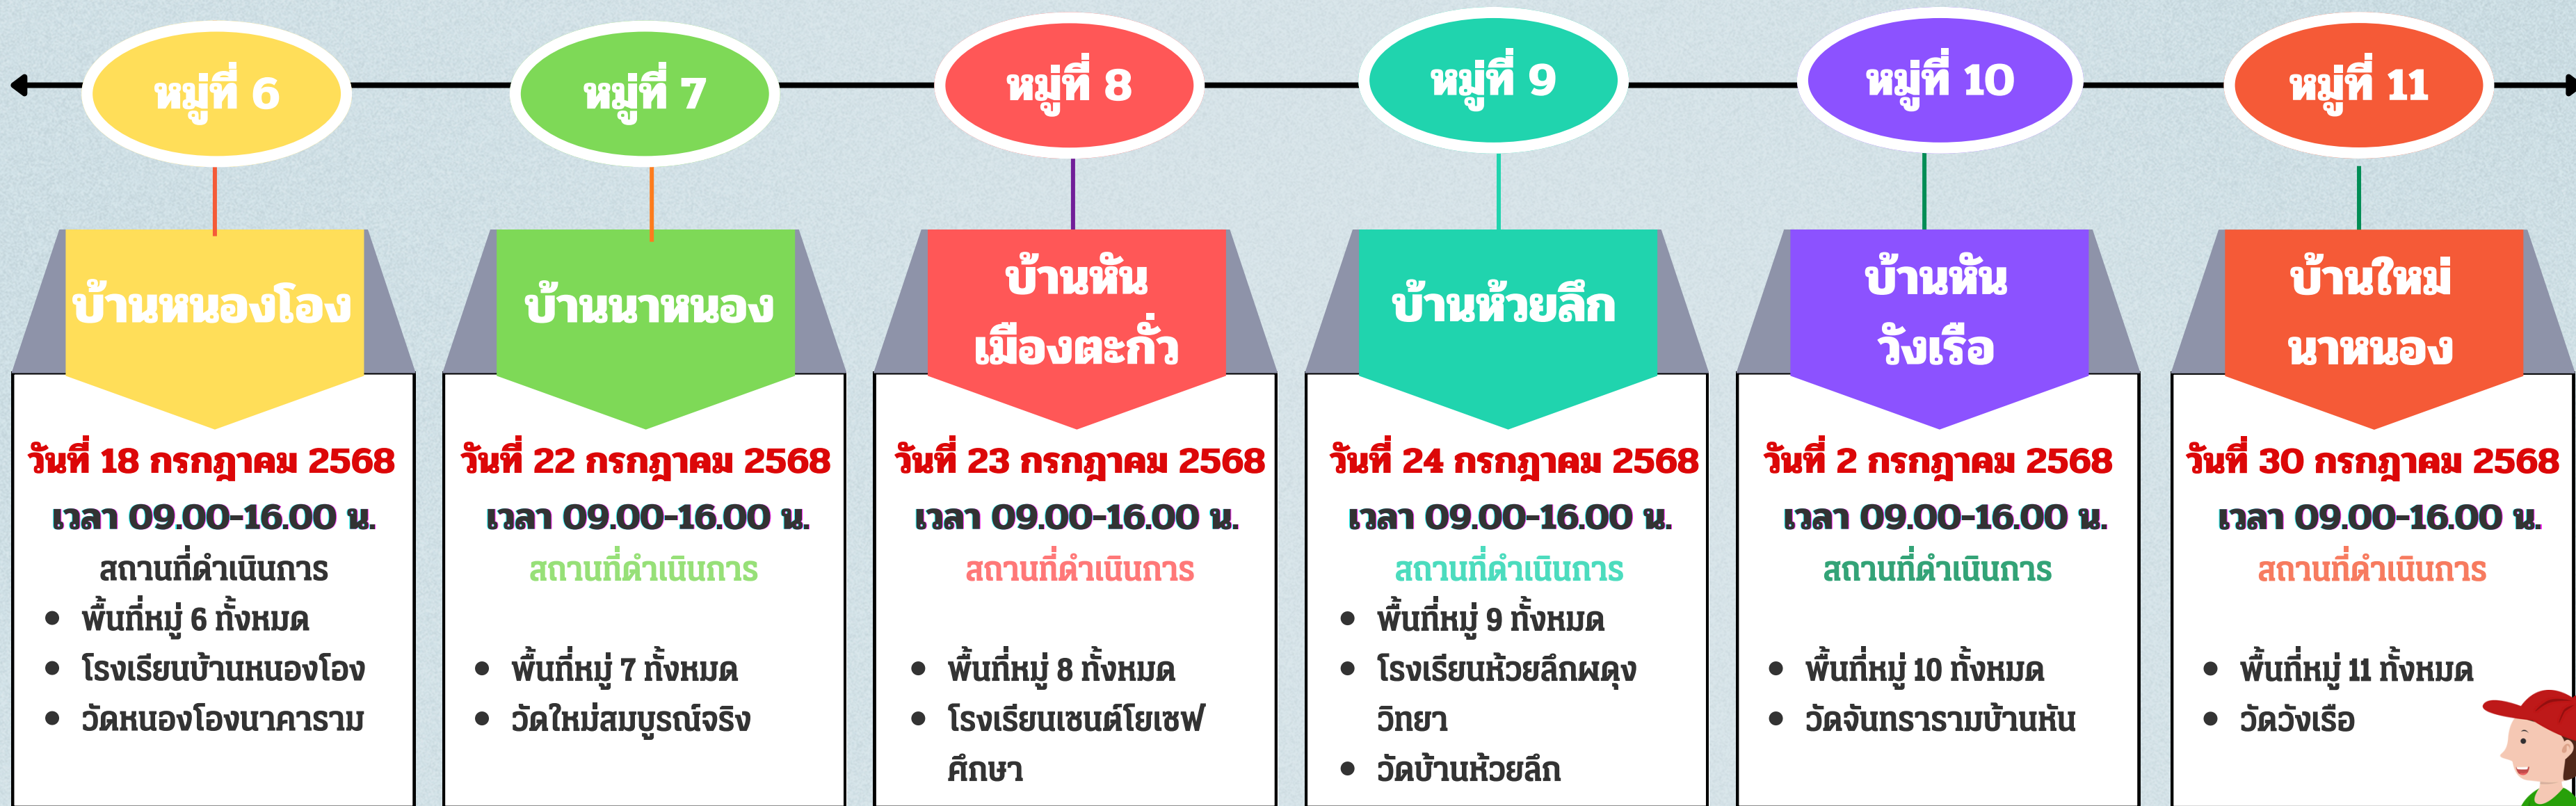 หมู่ที่ 6
บ้านหนองโอง
วันที่ 18 กรกฎาคม 2568
เวลา 09.00-16.00 น.
สถานที่ดำเนินการ
• พื้นที่หมู่ 6 ทั้งหมด
• โรงเรียนบ้านหนองโอง
• วัดหนองโองนาคาราม
หมู่ที่ 7
บ้านนาหนอง
วันที่ 22 กรกฎาคม 2568
เวลา 09.00-16.00 น.
สถานที่ดำเนินการ
• พื้นที่หมู่ 7 ทั้งหมด
• วัดใหม่สมบูรณ์จริง
หมู่ที่ 8
บ้านหัน
เมืองตะกั่ว
วันที่ 23 กรกฎาคม 2568
เวลา 09.00-16.00 น.
สถานที่ดำเนินการ
• พื้นที่หมู่ 8 ทั้งหมด
• โรงเรียนเซนต์โยเซฟ
ศึกษา
หมู่ที่ 9
บ้านห้วยลึก
วันที่ 24 กรกฎาคม 2568
เวลา 09.00-16.00 น.
สถานที่ดำเนินการ
• พื้นที่หมู่ 9 ทั้งหมด
• โรงเรียนห้วยลึกผดุง
วิทยา
• วัดบ้านห้วยลึก
หมู่ที่ 10
บ้านหัน
วังเรือ
วันที่ 2 กรกฎาคม 2568
เวลา 09.00-16.00 น.
สถานที่ดำเนินการ
• พื้นที่หมู่ 10 ทั้งหมด
• วัดจันทรารามบ้านหัน
หมู่ที่ 11
บ้านใหม่
นาหนอง
วันที่ 30 กรกฎาคม 2568
เวลา 09.00-16.00 น.
สถานที่ดำเนินการ
• พื้นที่หมู่ 11 ทั้งหมด
• วัดวังเรือ